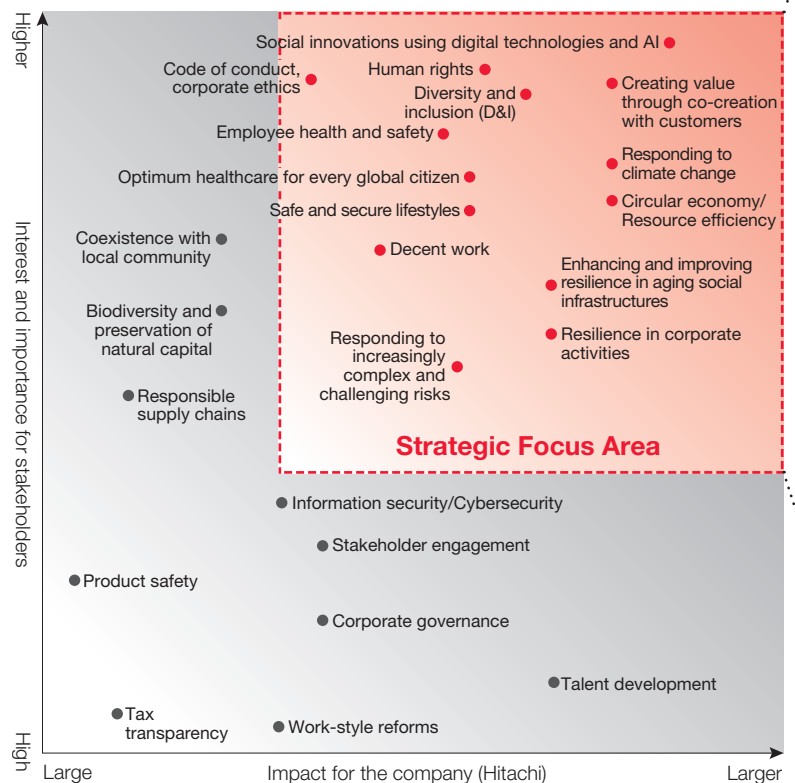 Higher
Social innovations using digital technologies and AI
Code of conduct,
corporate ethics
Human rights
Diversity and
inclusion (D&I)
Creating value
through co-creation
with customers
Employee health and safety
Responding to
climate change
Optimum healthcare for every global citizen
Circular economy/
Resource efficiency
Safe and secure lifestyles
Coexistence with
local community
Decent work
Enhancing and improving
resilience in aging social
infrastructures
Biodiversity and
preservation of
natural capital
Resilience in corporate
activities
Responding to
increasingly
complex and
challenging risks
Responsible
supply chains
Strategic Focus Area
Interest and importance for stakeholders
Information security/Cybersecurity
Stakeholder engagement
Product safety
Corporate governance
Talent development
Tax
transparency
Work-style reforms
High
Large
Impact for the company (Hitachi)
Larger